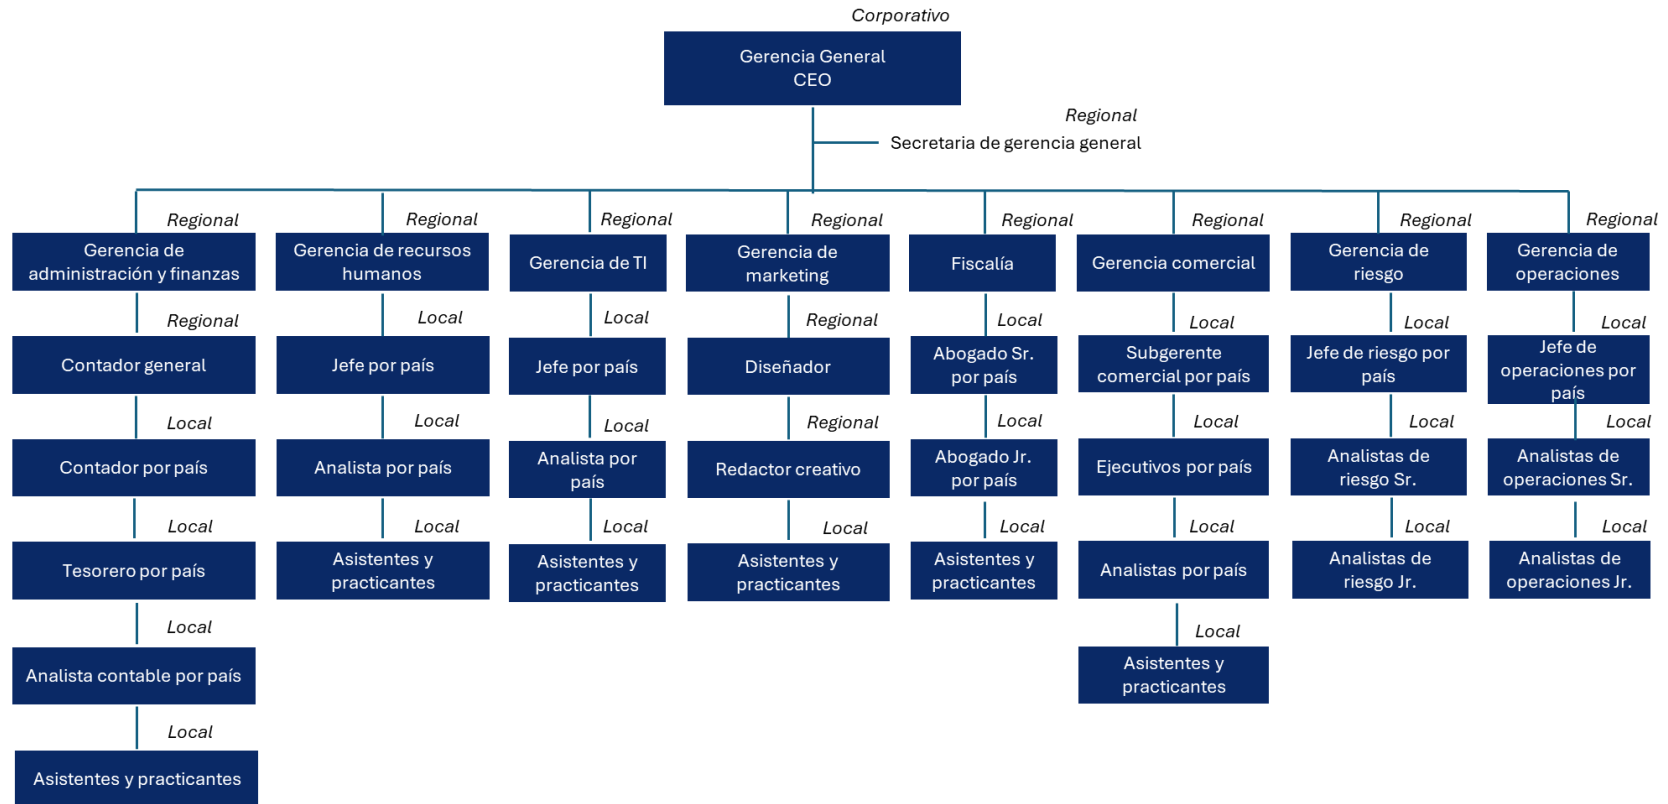 Corporativo
Gerencia General
CEO
Regional
Secretaria de gerencia general
Regional
Regional
Regional
Regional
Regional
Regional
Regional
Regional
Gerencia de
administración y finanzas
Gerencia de recursos
humanos
Gerencia de TI
Gerencia de
marketing
Fiscalía
Gerencia comercial
Gerencia de
riesgo
Gerencia de
operaciones
Regional
Local
Local
Regional
Local
Local
Local
Local
Contador general
Jefe por país
Jefe por país
Diseñador
Abogado Sr.
por país
Subgerente
comercial por país
Jefe de riesgo por
país
Jefe de
operaciones por
país
Local
Local
Local
Regional
Local
Local
Local
Local
Contador por país
Analista por país
Analista por
país
Redactor creativo
Abogado Jr.
por país
Ejecutivos por país
Analistas de
riesgo Sr.
Analistas de
operaciones Sr.
Local
Local
Local
Local
Local
Local
Local
Local
Tesorero por país
Asistentes y
practicantes
Asistentes y
practicantes
Asistentes y
practicantes
Asistentes y
practicantes
Analistas por país
Analistas de
riesgo Jr.
Analistas de
operaciones Jr.
Local
Local
Analista contable por país
Asistentes y
practicantes
Local
Asistentes y practicantes